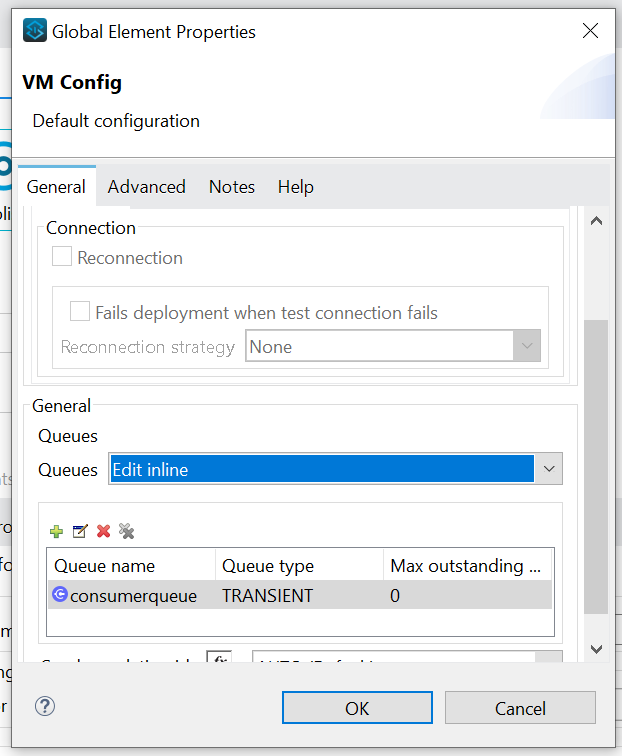 Global Element Properties
VM Config
Default configuration
General Advanced Notes Help
Connection
Reconnection
Fails deployment when test connection fails
Reconnection strategy None
General
Queues
Queues Edit inline
Queue name Queue type Max outstanding ...
consumerqueue TRANSIENT 0
OK Cancel